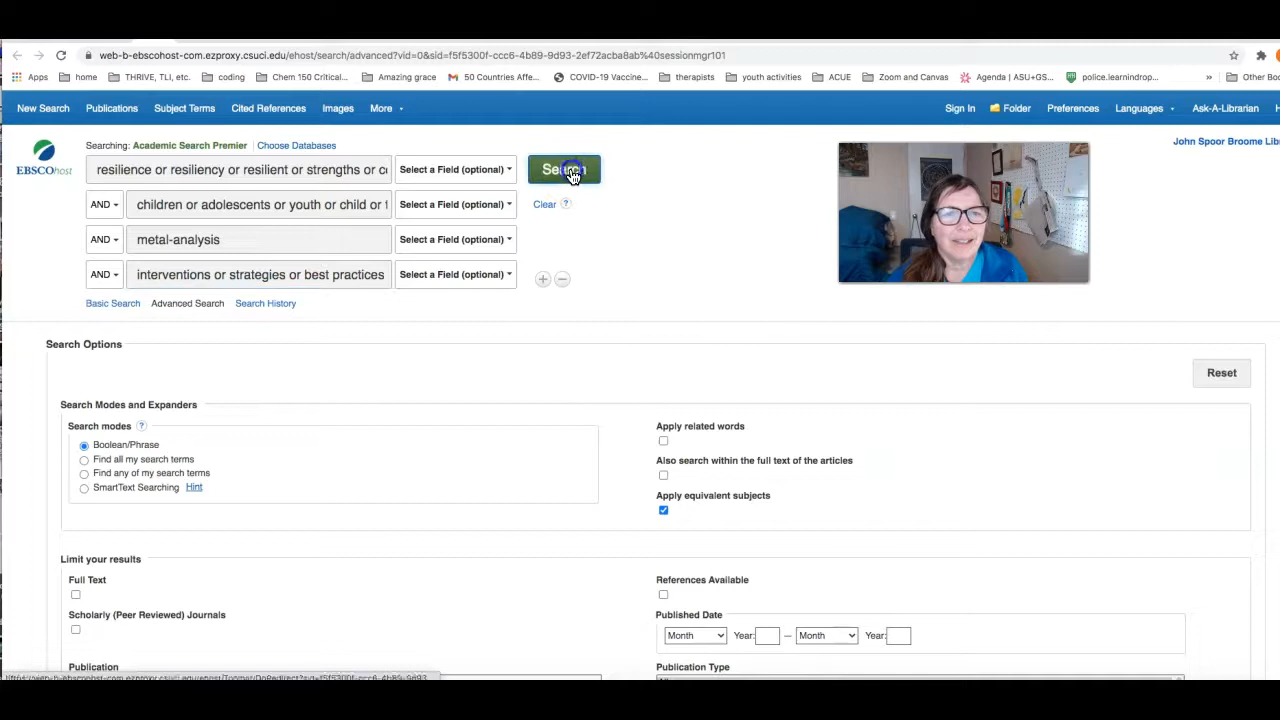 web-b-ebscohost-com.ezproxy.csuci.edu/ehost/search/advanced?vid=0&sid=f5f5300f-ccc6-4b89-9d93-2ef72acba8ab%40sessionmgr101
Apps home THRIVE, TLI, etc. coding Chem 150 Critical... Amazing grace 50 Countries Affe... COVID-19 Vaccine... therapists youth activities ACUE Zoom and Canvas Agenda | ASU+GS... police.learnindrop... » Other Boo
New Search Publications Subject Terms Cited References Images More Sign In Folder Preferences Languages Ask-A-Librarian H
Searching: Academic Search Premier Choose Databases John Spoor Broome Libr
EBSCOhost
resilience or resiliency or resilient or strengths or co Select a Field (optional) Search
AND children or adolescents or youth or child or Select a Field (optional) Clear ?
AND metal-analysis Select a Field (optional)
AND interventions or strategies or best practices Select a Field (optional) + −
Basic Search Advanced Search Search History
Search Options
Reset
Search Modes and Expanders
Search modes ? Apply related words
Boolean/Phrase
Find all my search terms Also search within the full text of the articles
Find any of my search terms
SmartText Searching Hint Apply equivalent subjects
Limit your results
Full Text References Available
Scholarly (Peer Reviewed) Journals Published Date
Month Year: — Month Year:
Publication Publication Type